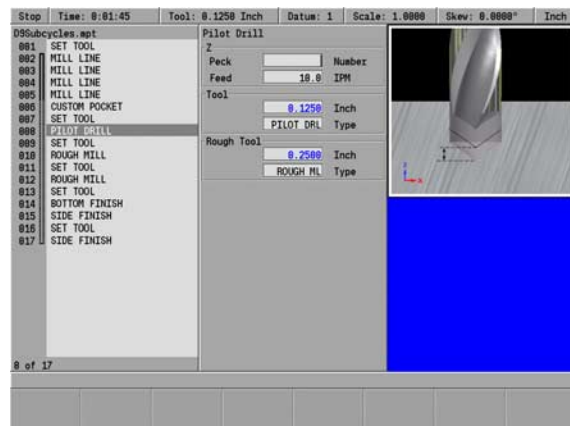 Stop Time: 0:01:45 Tool: 0.1250 Inch Datum: 1 Scale: 1.0000 Skew: 0.0000° Inch
D9Subcycles.mpt
001 SET TOOL
002 MILL LINE
003 MILL LINE
004 MILL LINE
005 MILL LINE
006 CUSTOM POCKET
007 SET TOOL
008 PILOT DRILL
009 SET TOOL
010 ROUGH MILL
011 SET TOOL
012 ROUGH MILL
013 SET TOOL
014 BOTTOM FINISH
015 SIDE FINISH
016 SET TOOL
017 SIDE FINISH
8 of 17
Pilot Drill
Z
Peck Number
Feed 10.0 IPM
Tool
0.1250 Inch
PILOT DRL Type
Rough Tool
0.2500 Inch
ROUGH ML Type
Z
X